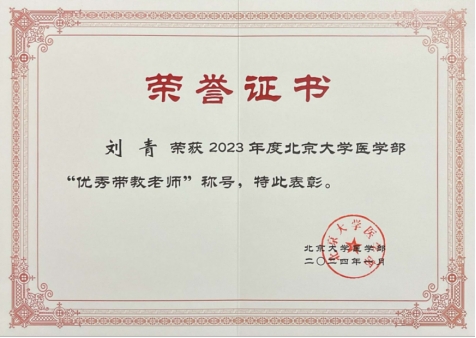 荣誉证书
刘青 荣获 2023 年度北京大学医学部
“优秀带教老师”称号，特此表彰。
北京大学医学部
二〇二四年一月